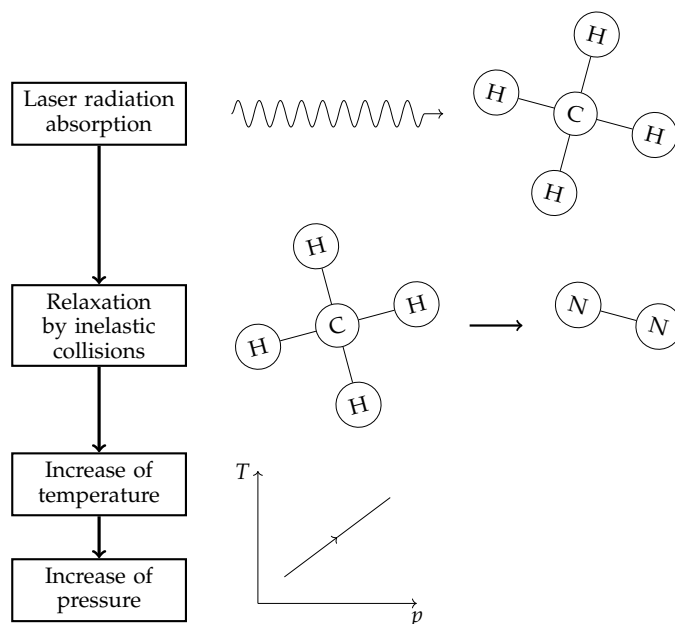 Laser radiation
absorption
H
H
C
H
H
Relaxation
by inelastic
collisions
H
H
C
H
H
N
N
Increase of
temperature
T
Increase of
pressure
p